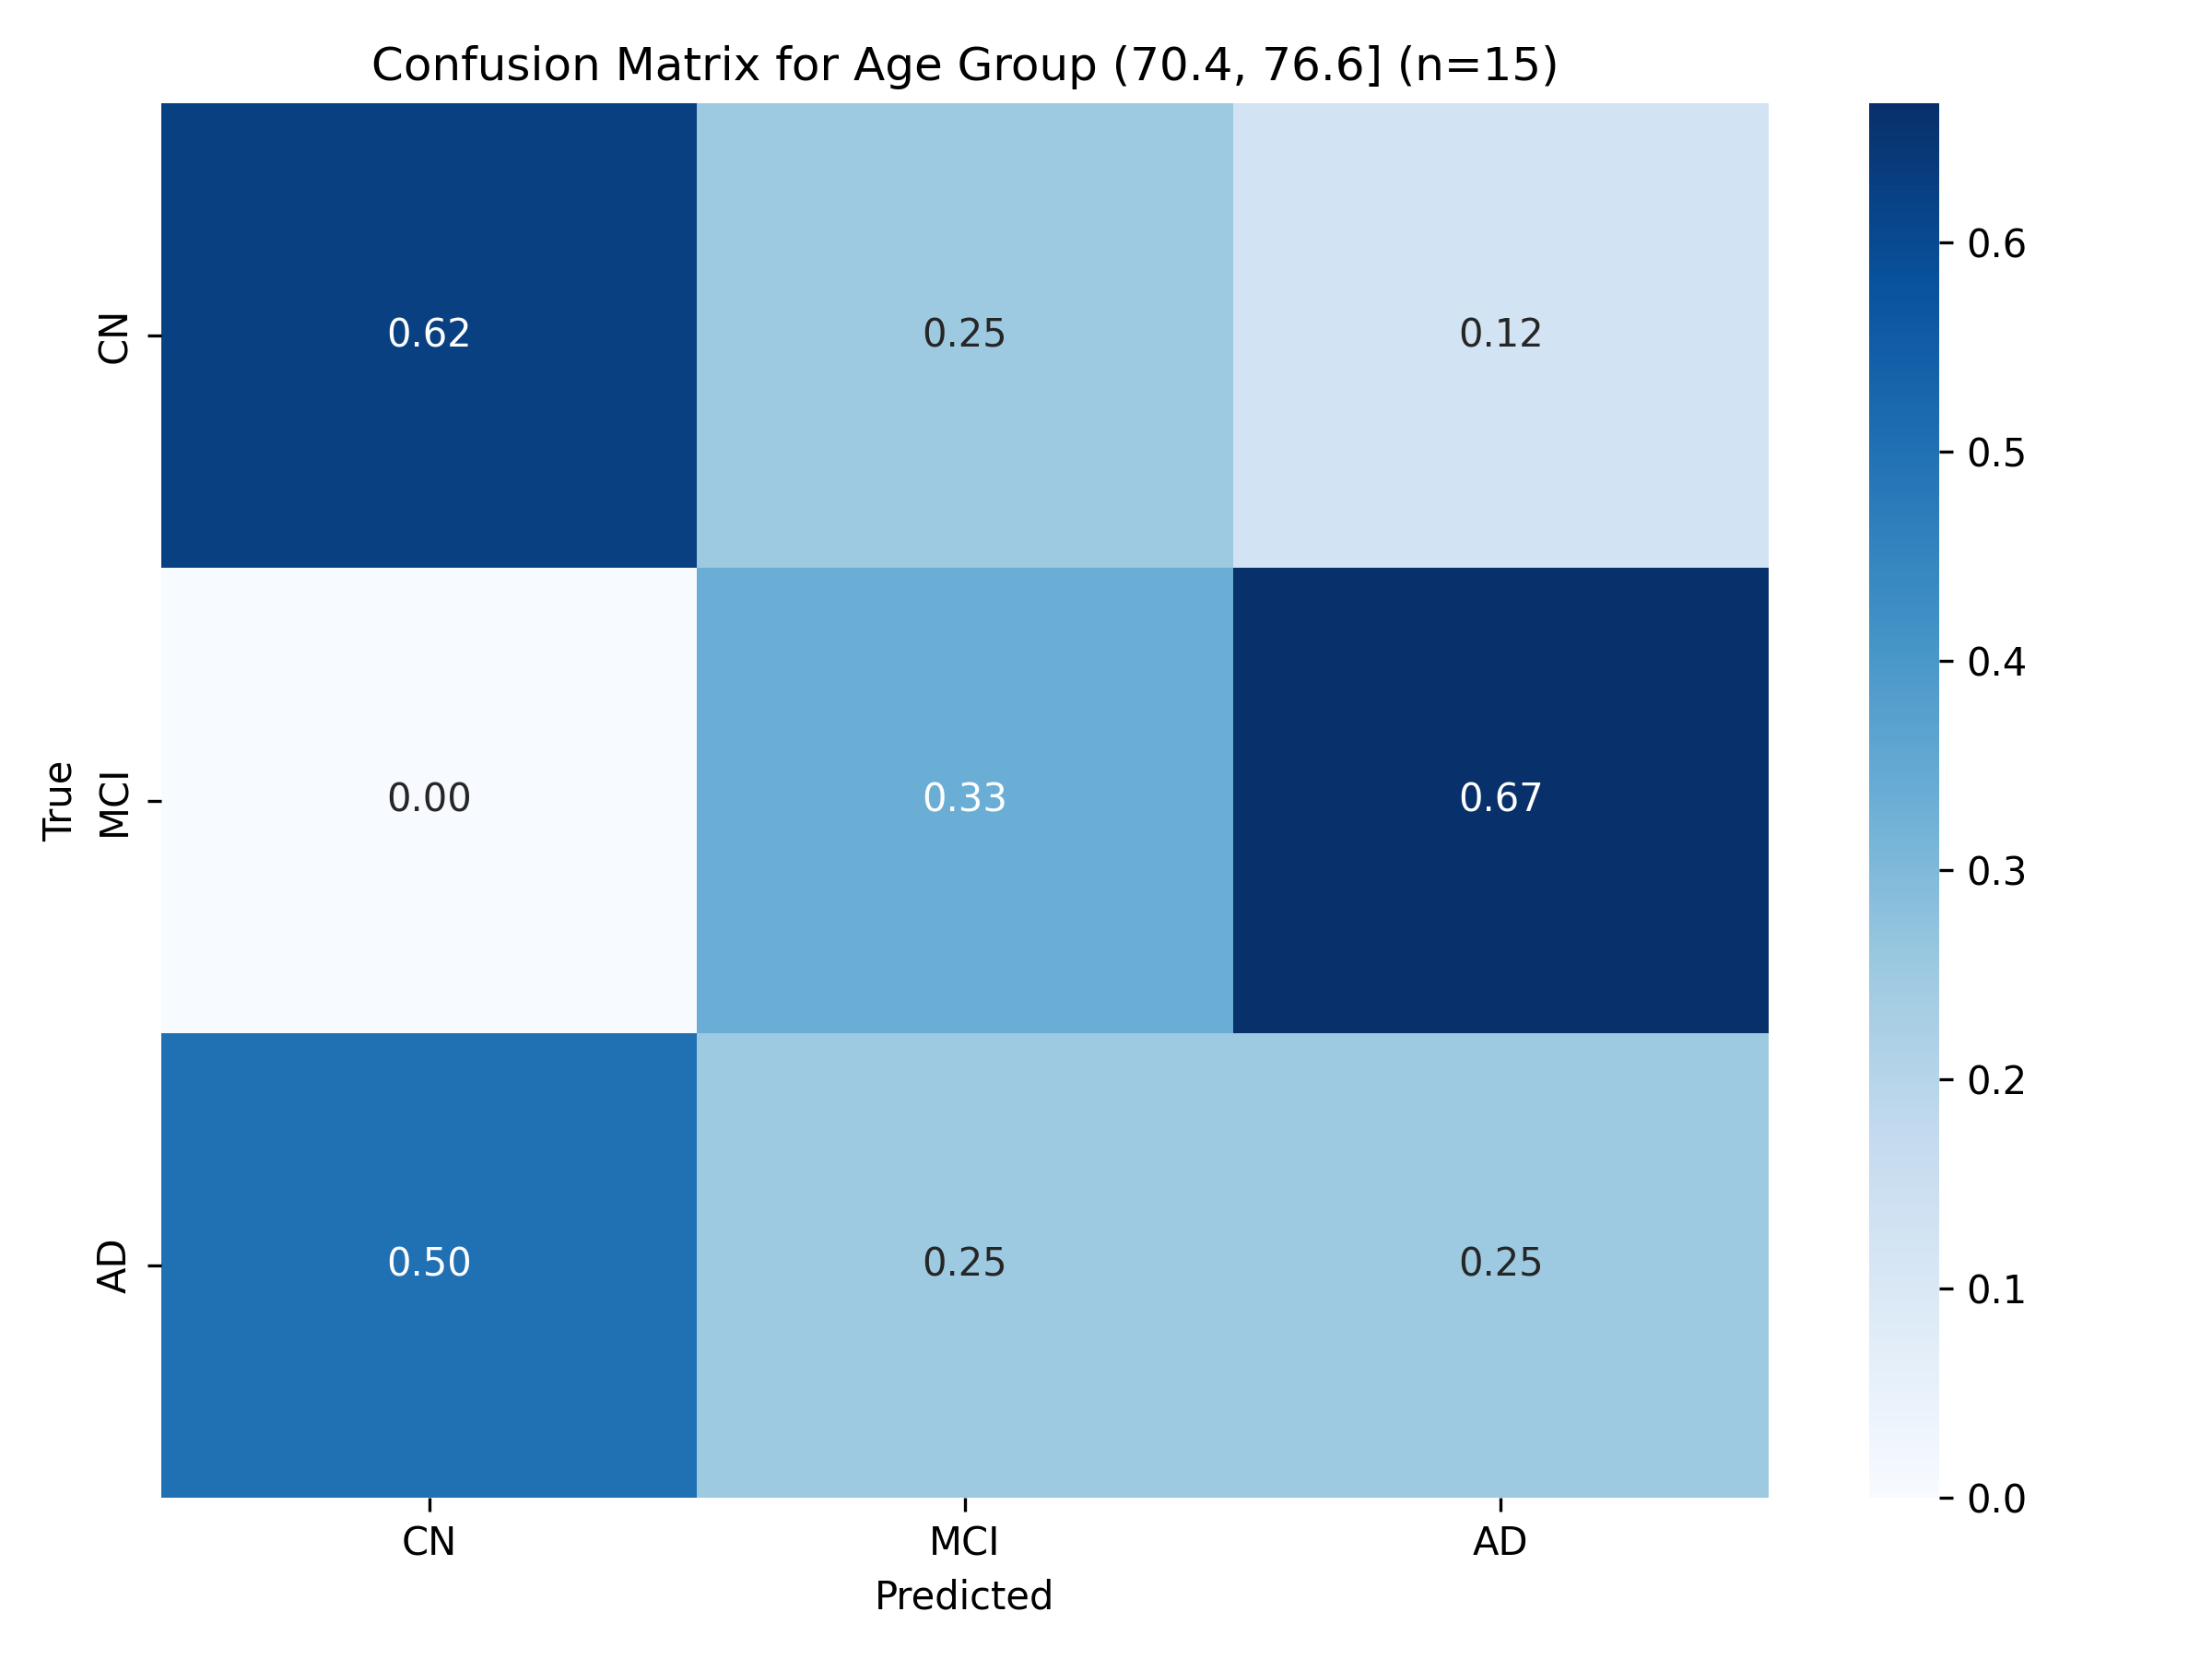 Confusion Matrix for Age Group (70.4, 76.6] (n=15)
CN 0.62 0.25 0.12
True
MCI 0.00 0.33 0.67
AD 0.50 0.25 0.25
CN MCI AD
Predicted
0.6
0.5
0.4
0.3
0.2
0.1
0.0